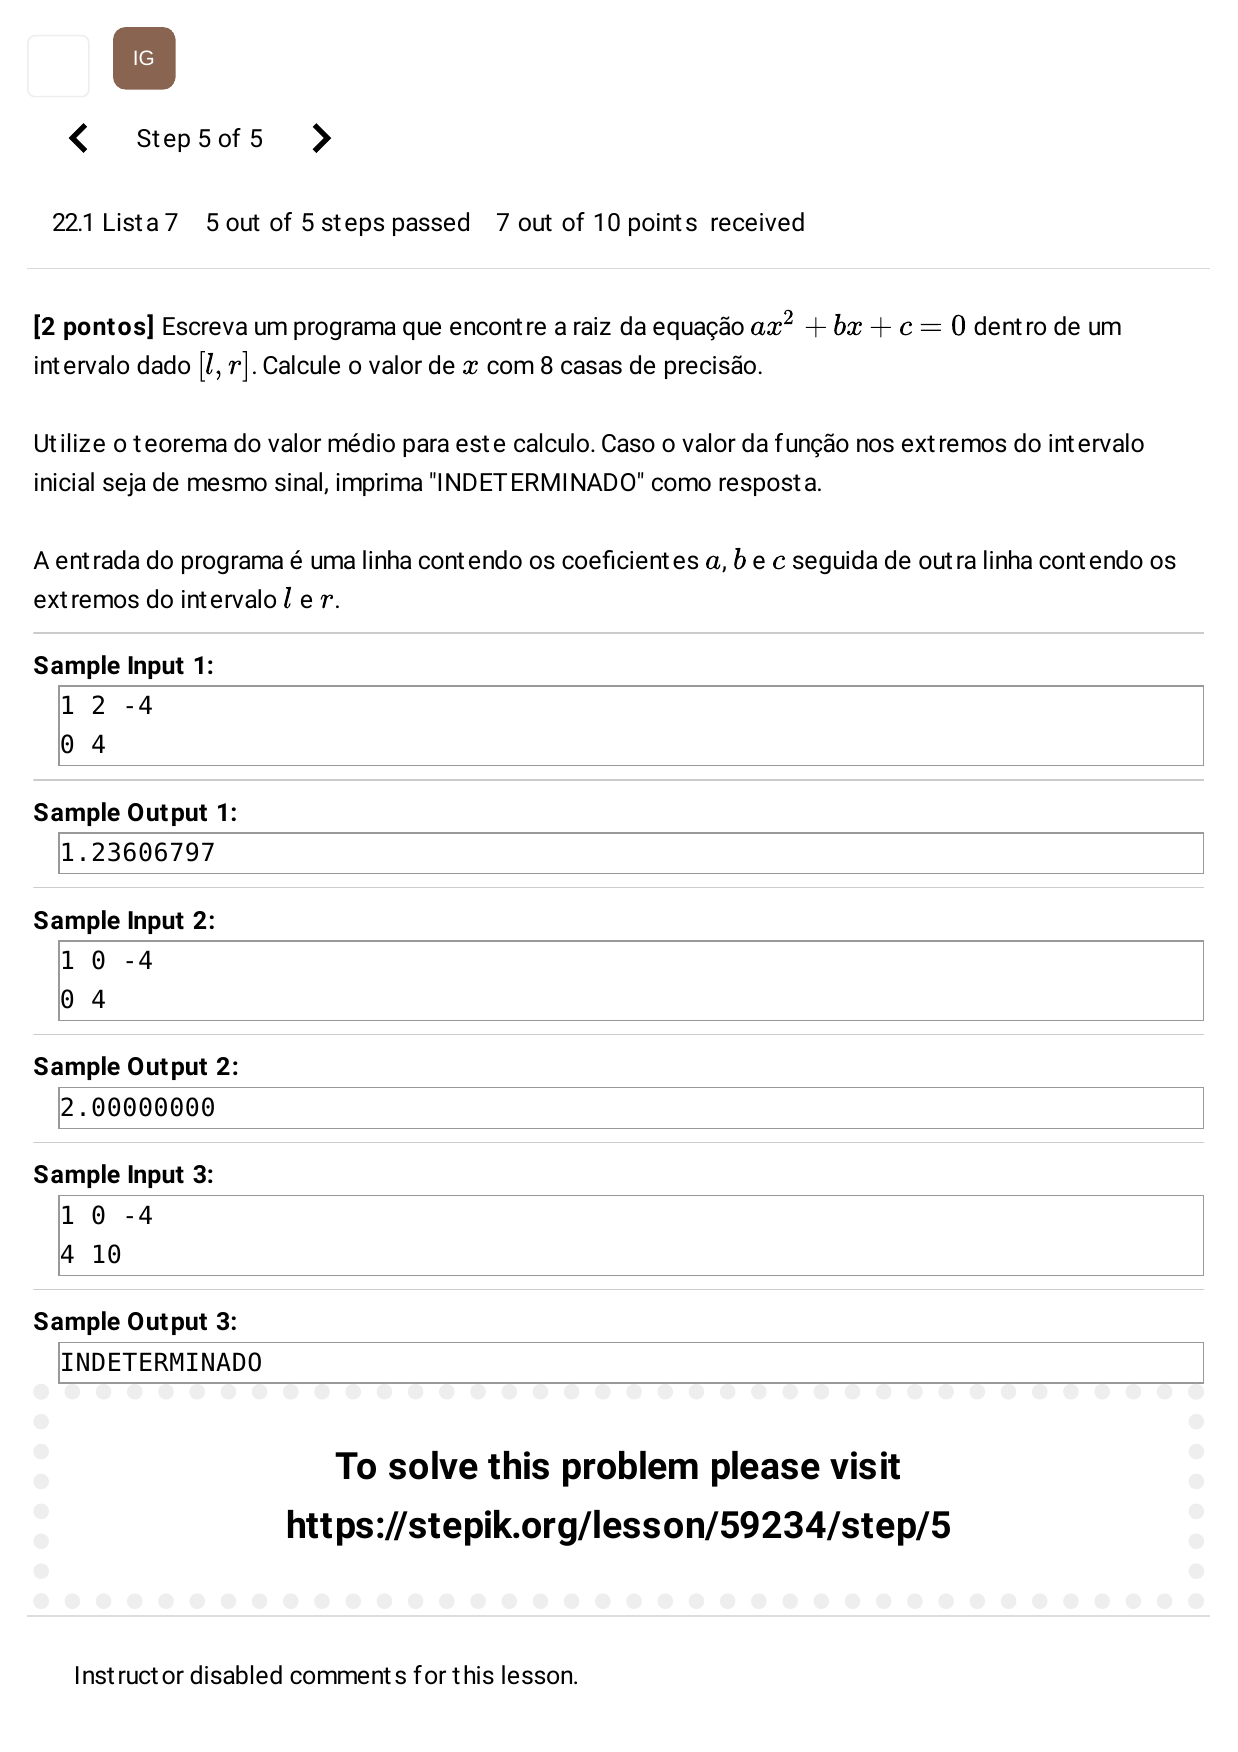 IG
Step 5 of 5
22.1 Lista 7 5 out of 5 steps passed 7 out of 10 points received
[2 pontos] Escreva um programa que encontre a raiz da equação ax² + bx + c = 0 dentro de um
intervalo dado [l, r]. Calcule o valor de x com 8 casas de precisão.
Utilize o teorema do valor médio para este calculo. Caso o valor da função nos extremos do intervalo
inicial seja de mesmo sinal, imprima "INDETERMINADO" como resposta.
A entrada do programa é uma linha contendo os coeficientes a, b e c seguida de outra linha contendo os
extremos do intervalo l e r.
Sample Input 1:
1 2 -4
0 4
Sample Output 1:
1.23606797
Sample Input 2:
1 0 -4
0 4
Sample Output 2:
2.00000000
Sample Input 3:
1 0 -4
4 10
Sample Output 3:
INDETERMINADO
To solve this problem please visit
https://stepik.org/lesson/59234/step/5
Instructor disabled comments for this lesson.